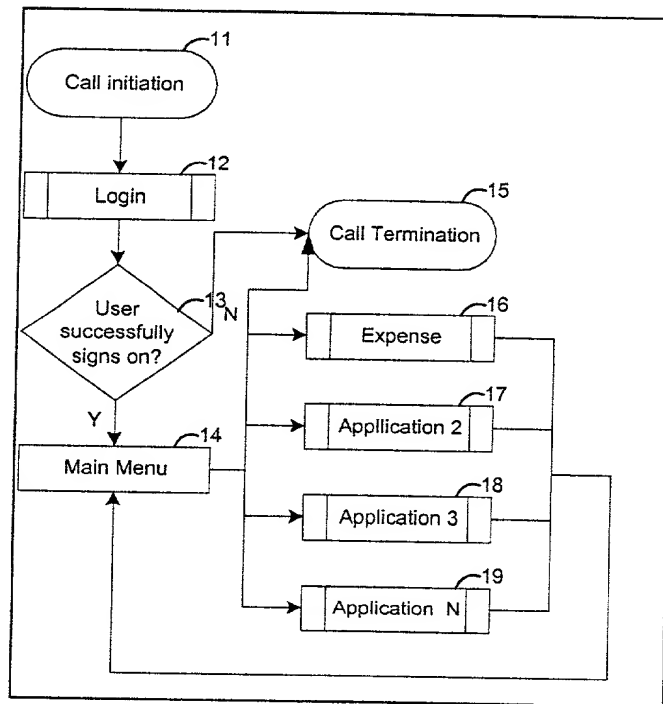 11
Call initiation
12
Login
15
Call Termination
13
User
successfully
signs on?
N
16
Expense
17
Appllication 2
Y
14
Main Menu
18
Application 3
19
Application N